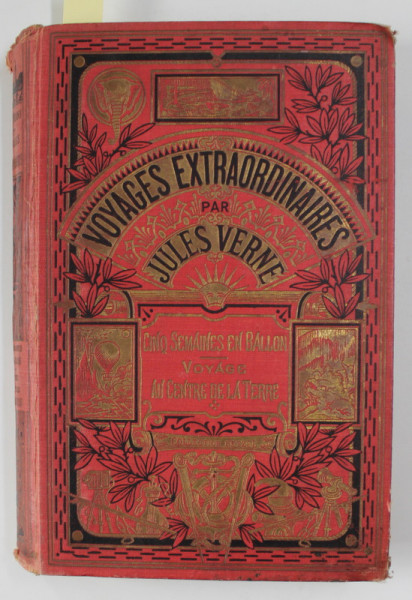 VOYAGES EXTRAORDINAIRES
PAR
JULES VERNE
CINQ SEMAINES EN BALLON
VOYAGE
AU CENTRE DE LA TERRE